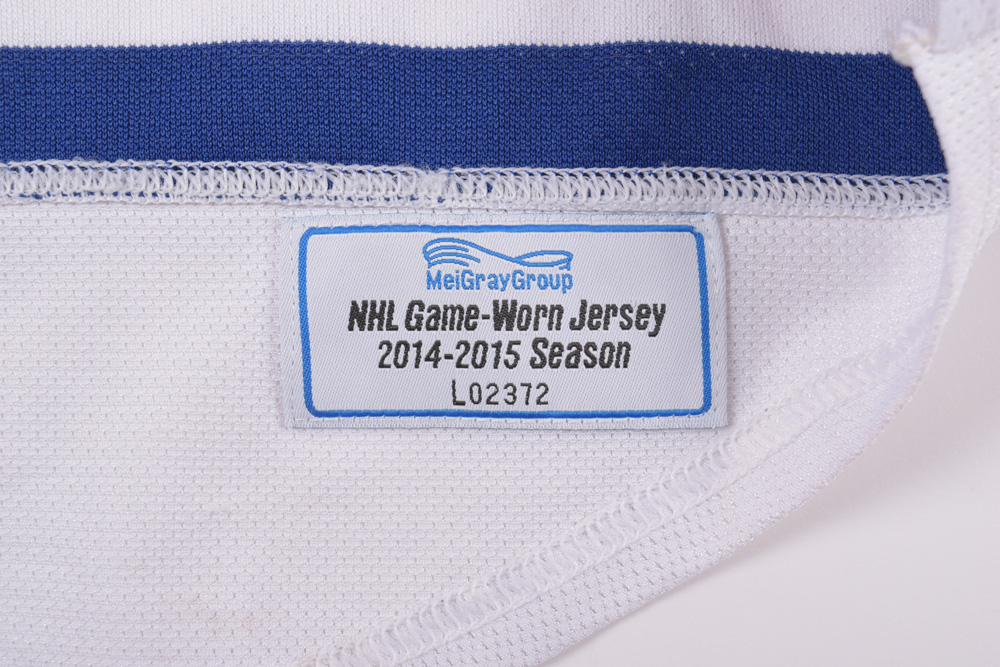 MeiGrayGroup
NHL Game-Worn Jersey
2014-2015 Season
L02372